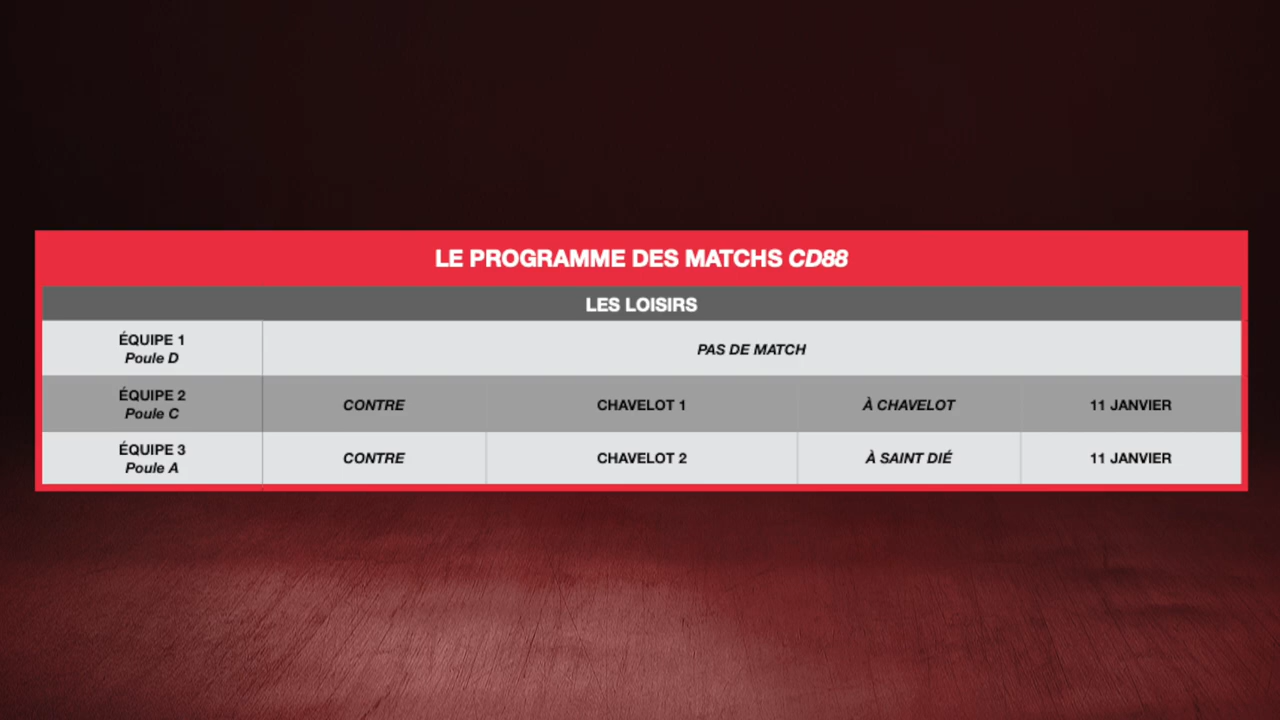 LE PROGRAMME DES MATCHS CD88
LES LOISIRS
ÉQUIPE 1
Poule D
PAS DE MATCH
ÉQUIPE 2
Poule C
CONTRE
CHAVELOT 1
À CHAVELOT
11 JANVIER
ÉQUIPE 3
Poule A
CONTRE
CHAVELOT 2
À SAINT DIÉ
11 JANVIER